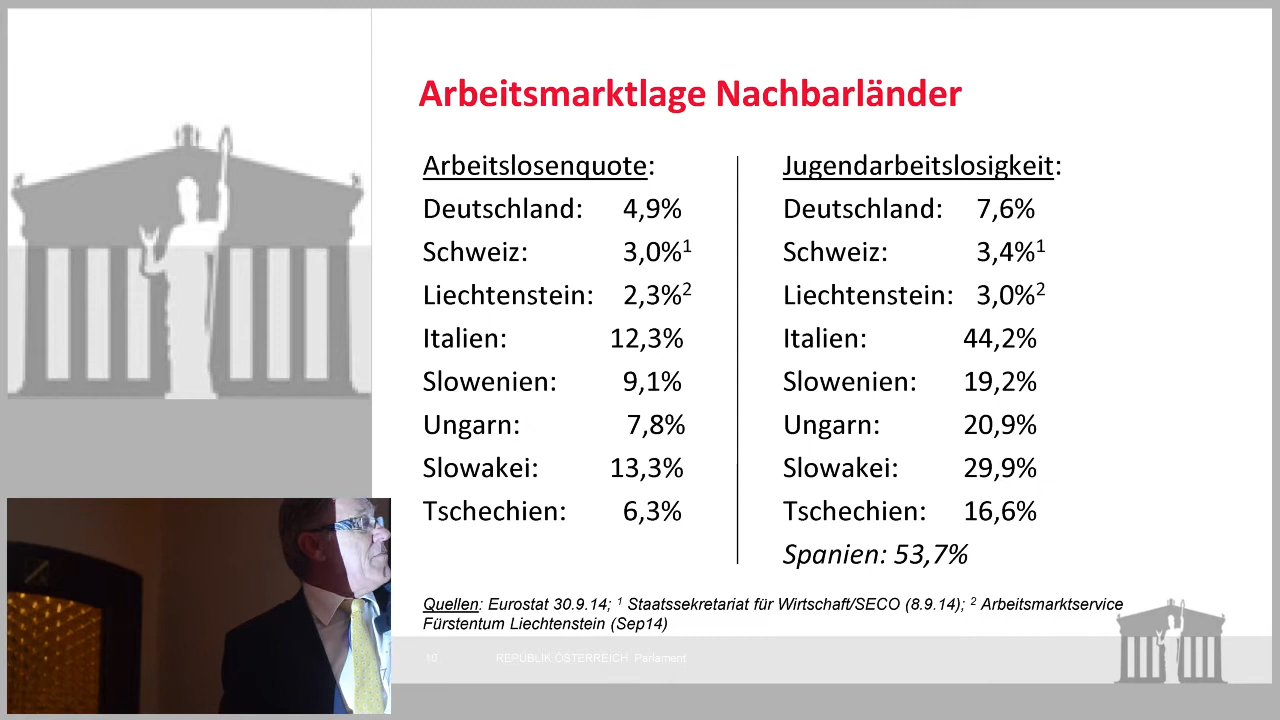 Arbeitsmarktlage Nachbarländer
Arbeitslosenquote:
Deutschland: 4,9%
Schweiz: 3,0%¹
Liechtenstein: 2,3%²
Italien: 12,3%
Slowenien: 9,1%
Ungarn: 7,8%
Slowakei: 13,3%
Tschechien: 6,3%
Jugendarbeitslosigkeit:
Deutschland: 7,6%
Schweiz: 3,4%¹
Liechtenstein: 3,0%²
Italien: 44,2%
Slowenien: 19,2%
Ungarn: 20,9%
Slowakei: 29,9%
Tschechien: 16,6%
Spanien: 53,7%
Quellen: Eurostat 30.9.14; ¹ Staatssekretariat für Wirtschaft/SECO (8.9.14); ² Arbeitsmarktservice
Fürstentum Liechtenstein (Sep14)
10 REPUBLIK ÖSTERREICH Parlament